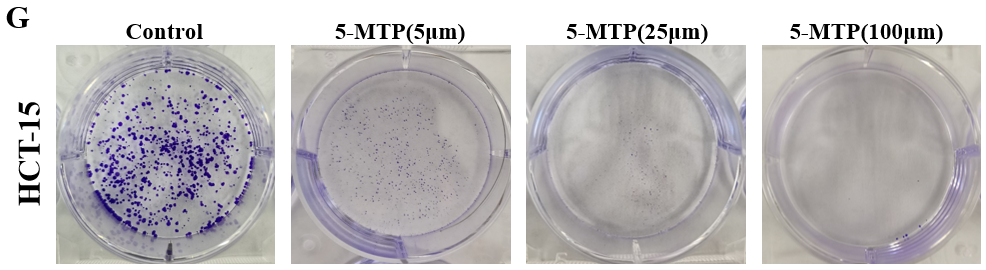 G
Control
5-MTP(5μm)
5-MTP(25μm)
5-MTP(100μm)
HCT-15